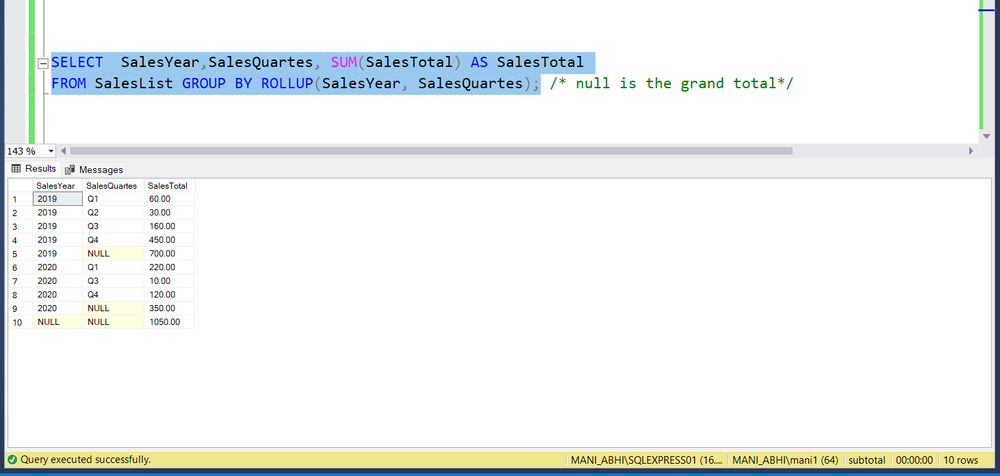 SELECT  SalesYear,SalesQuartes, SUM(SalesTotal) AS SalesTotal
FROM SalesList GROUP BY ROLLUP(SalesYear, SalesQuartes); /* null is the grand total*/
143 %
Results Messages
SalesYear SalesQuartes SalesTotal
1 2019 Q1 60.00
2 2019 Q2 30.00
3 2019 Q3 160.00
4 2019 Q4 450.00
5 2019 NULL 700.00
6 2020 Q1 220.00
7 2020 Q3 10.00
8 2020 Q4 120.00
9 2020 NULL 350.00
10 NULL NULL 1050.00
Query executed successfully. MANI_ABHI\SQLEXPRESS01 (16.... MANI_ABHI\mani1 (64) subtotal 00:00:00 10 rows